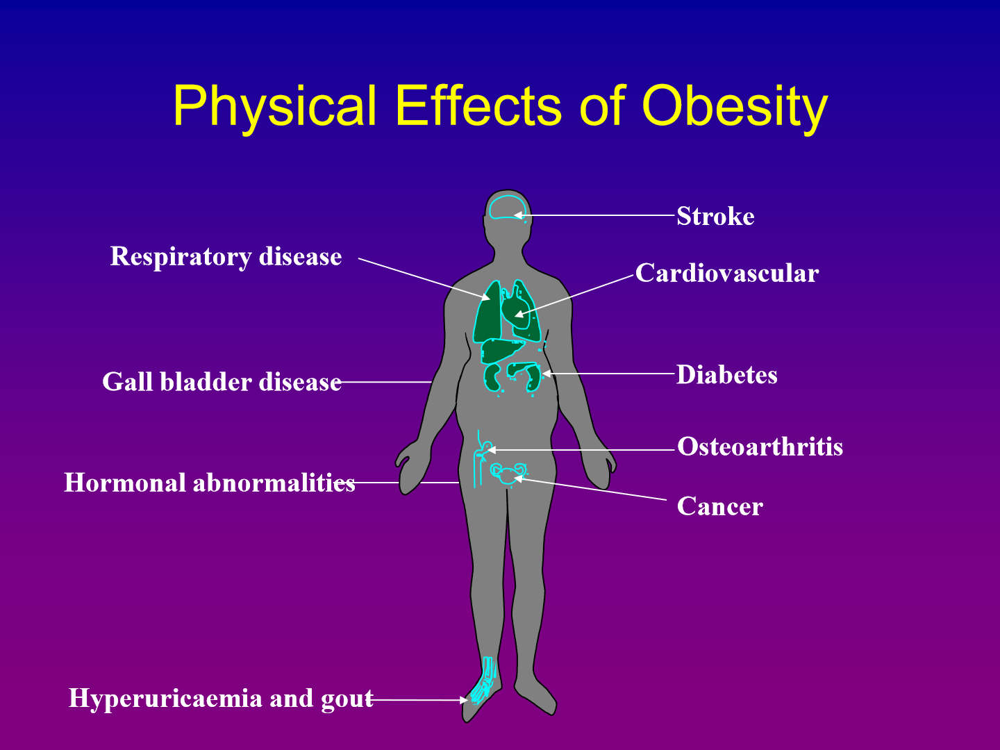 Physical Effects of Obesity
Stroke
Respiratory disease
Cardiovascular
Gall bladder disease
Diabetes
Osteoarthritis
Hormonal abnormalities
Cancer
Hyperuricaemia and gout